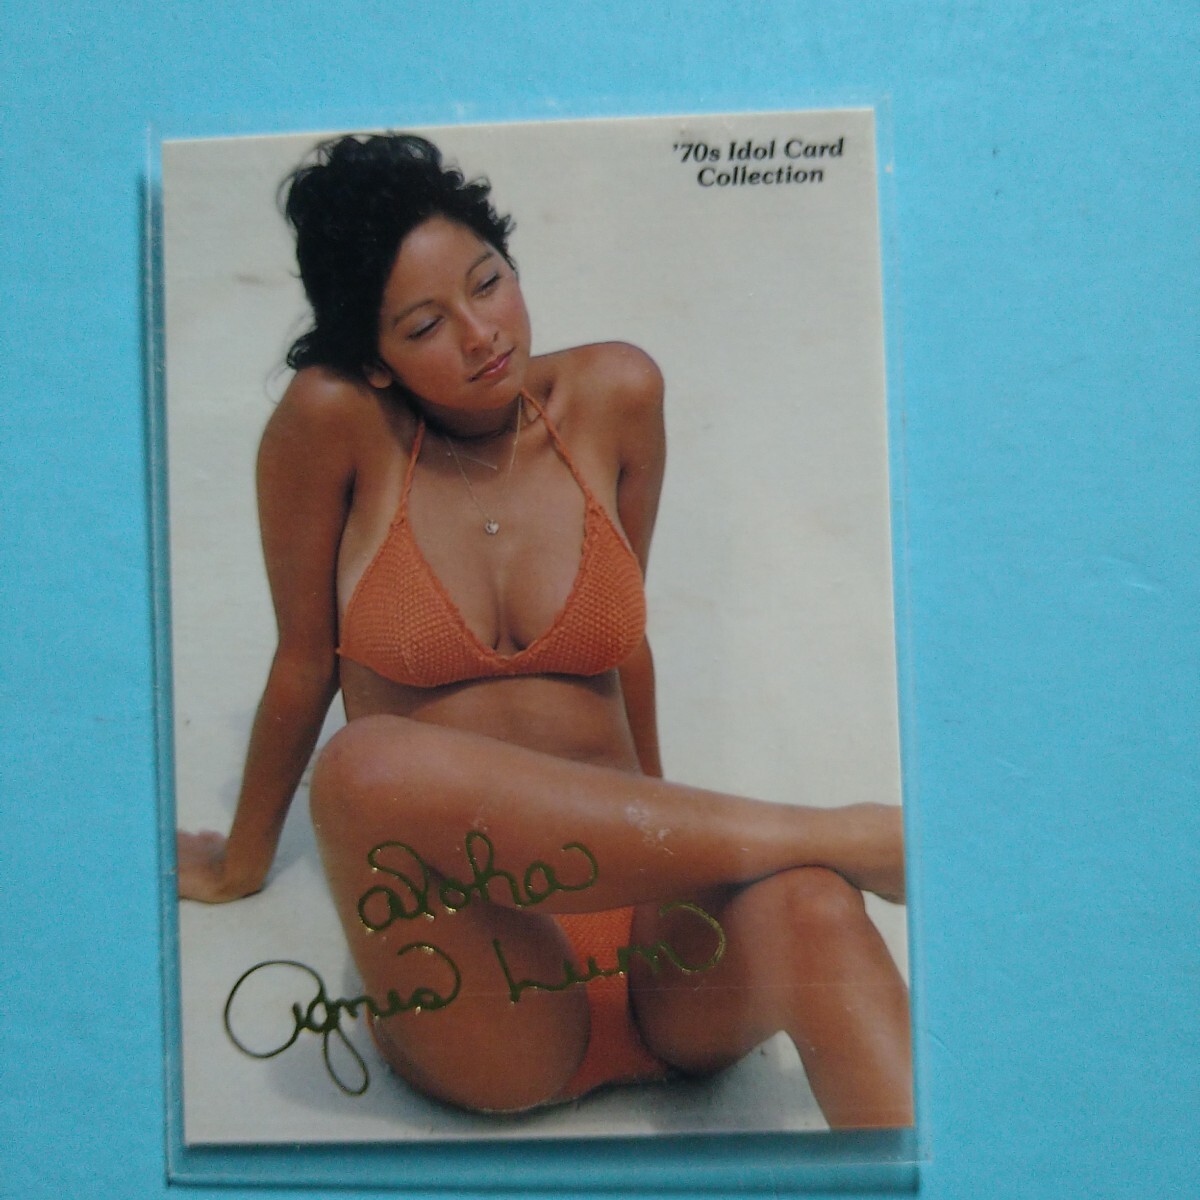 '70s Idol Card
Collection
aloha
Agnes Lum